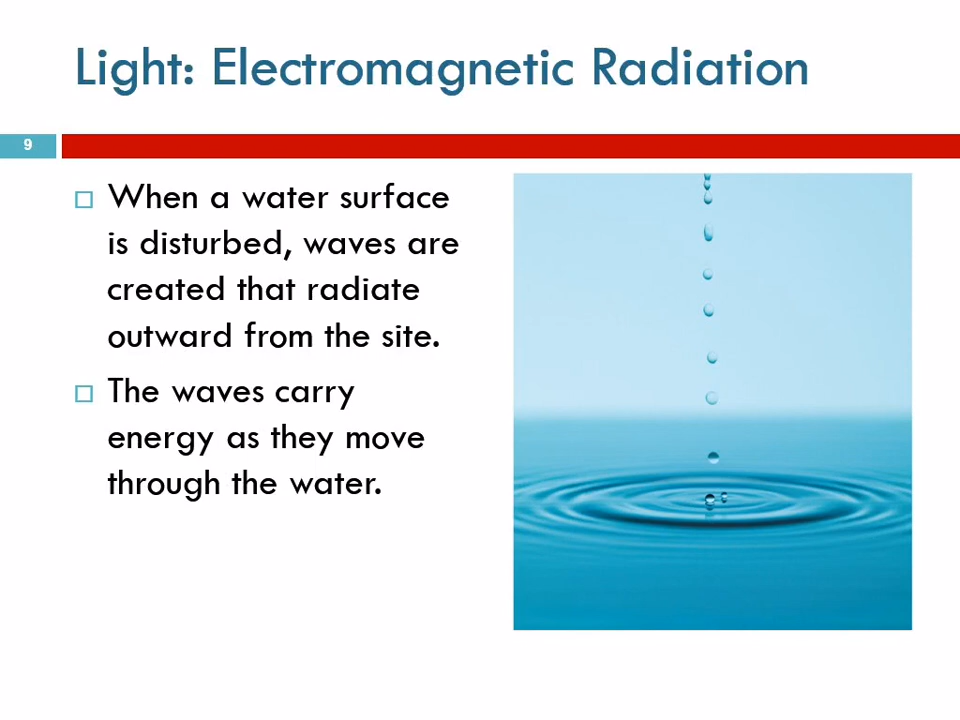 Light: Electromagnetic Radiation
9
When a water surface
is disturbed, waves are
created that radiate
outward from the site.
The waves carry
energy as they move
through the water.